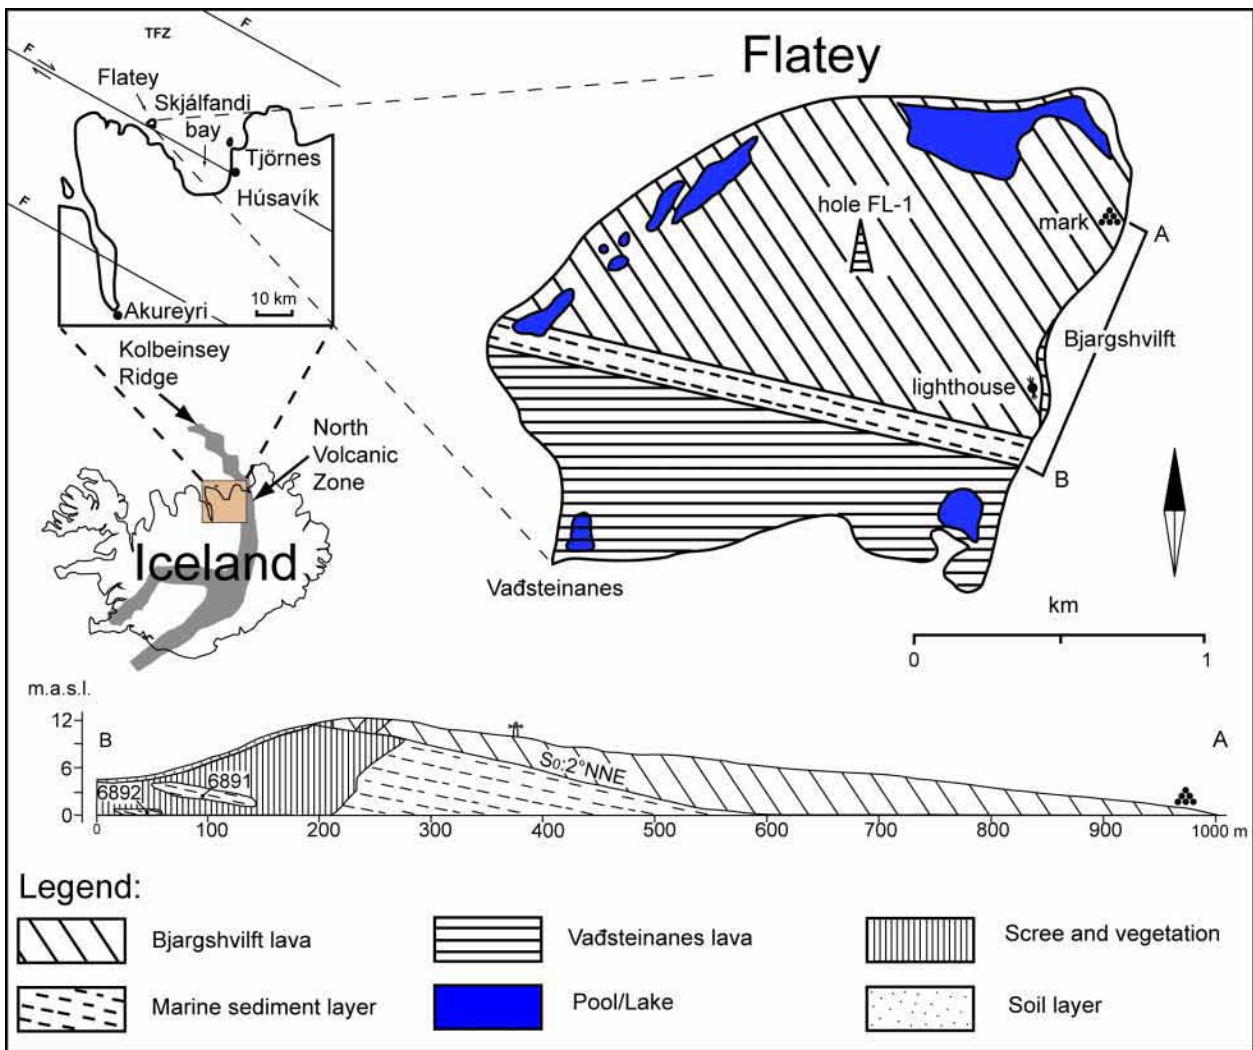 F
TFZ
F
Flatey
Skjálfandi
bay
Tjörnes
Húsavík
F
10 km
Akureyri
Kolbeinsey
Ridge
North
Volcanic
Zone
Iceland
Flatey
hole FL-1
mark
A
Bjargshvilft
lighthouse
B
Vaðsteinanes
km
0
1
m.a.s.l.
12
6
0
B
6892
6891
S0:2°NNE
A
0
100
200
300
400
500
600
700
800
900
1000 m
Legend:
Bjargshvilft lava
Vaðsteinanes lava
Scree and vegetation
Marine sediment layer
Pool/Lake
Soil layer